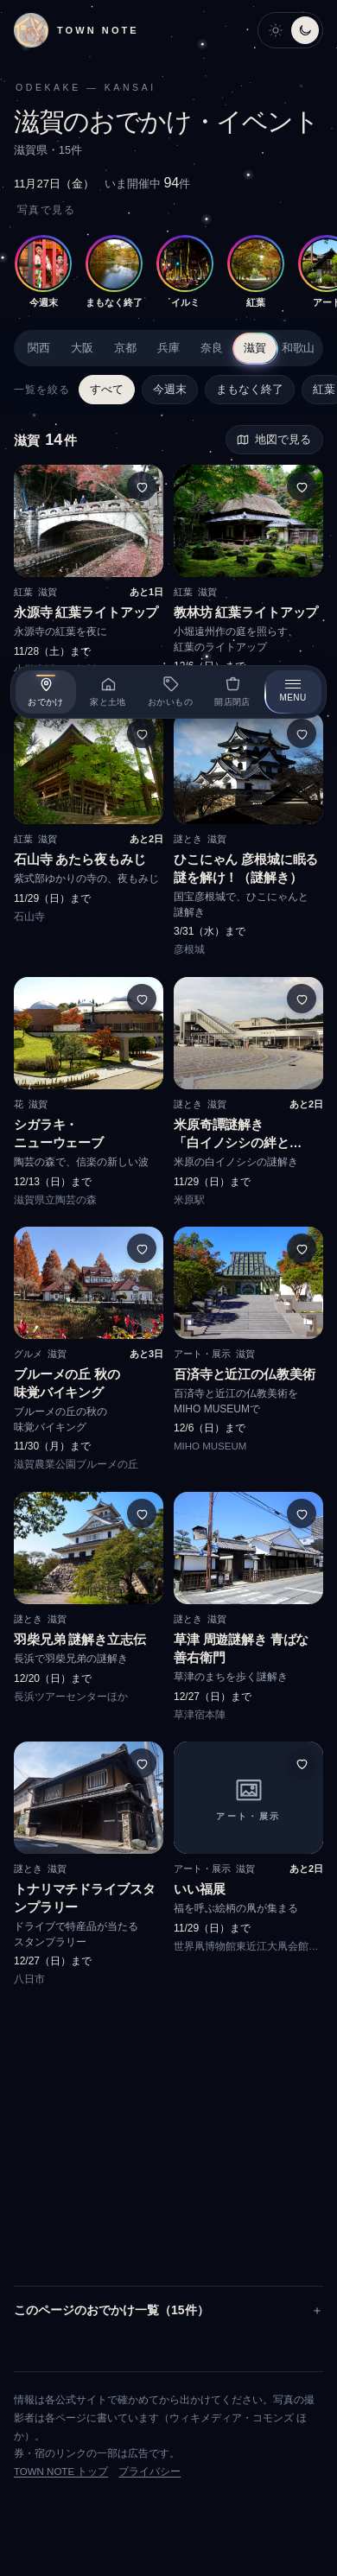 TOWN NOTE
ODEKAKE — KANSAI
滋賀のおでかけ・イベント
滋賀県・15件
11月27日（金） いま開催中 94件
写真で見る
今週末 まもなく終了 イルミ 紅葉 アート
関西 大阪 京都 兵庫 奈良 滋賀 和歌山
一覧を絞る すべて 今週末 まもなく終了 紅葉
滋賀 14件 地図で見る
紅葉 滋賀 あと1日
永源寺 紅葉ライトアップ
永源寺の紅葉を夜に
11/28（土）まで
紅葉 滋賀
教林坊 紅葉ライトアップ
小堀遠州作の庭を照らす、
紅葉のライトアップ
12/6（日）まで
おでかけ 家と土地 おかいもの 開店閉店 MENU
紅葉 滋賀 あと2日
石山寺 あたら夜もみじ
紫式部ゆかりの寺の、夜もみじ
11/29（日）まで
石山寺
謎とき 滋賀
ひこにゃん 彦根城に眠る
謎を解け！（謎解き）
国宝彦根城で、ひこにゃんと
謎解き
3/31（水）まで
彦根城
花 滋賀
シガラキ・
ニューウェーブ
陶芸の森で、信楽の新しい波
12/13（日）まで
滋賀県立陶芸の森
謎とき 滋賀 あと2日
米原奇譚謎解き
「白イノシシの絆と…
米原の白イノシシの謎解き
11/29（日）まで
米原駅
グルメ 滋賀 あと3日
ブルーメの丘 秋の
味覚バイキング
ブルーメの丘の秋の
味覚バイキング
11/30（月）まで
滋賀農業公園ブルーメの丘
アート・展示 滋賀
百済寺と近江の仏教美術
百済寺と近江の仏教美術を
MIHO MUSEUMで
12/6（日）まで
MIHO MUSEUM
謎とき 滋賀
羽柴兄弟 謎解き立志伝
長浜で羽柴兄弟の謎解き
12/20（日）まで
長浜ツアーセンターほか
謎とき 滋賀
草津 周遊謎解き 青ばな
善右衛門
草津のまちを歩く謎解き
12/27（日）まで
草津宿本陣
謎とき 滋賀
トナリマチドライブスタ
ンプラリー
ドライブで特産品が当たる
スタンプラリー
12/27（日）まで
八日市
アート・展示
アート・展示 滋賀 あと2日
いい福展
福を呼ぶ絵柄の凧が集まる
11/29（日）まで
世界凧博物館東近江大凧会館…
このページのおでかけ一覧（15件） +
情報は各公式サイトで確かめてから出かけてください。写真の撮
影者は各ページに書いています（ウィキメディア・コモンズ ほ
か）。
券・宿のリンクの一部は広告です。
TOWN NOTE トップ プライバシー